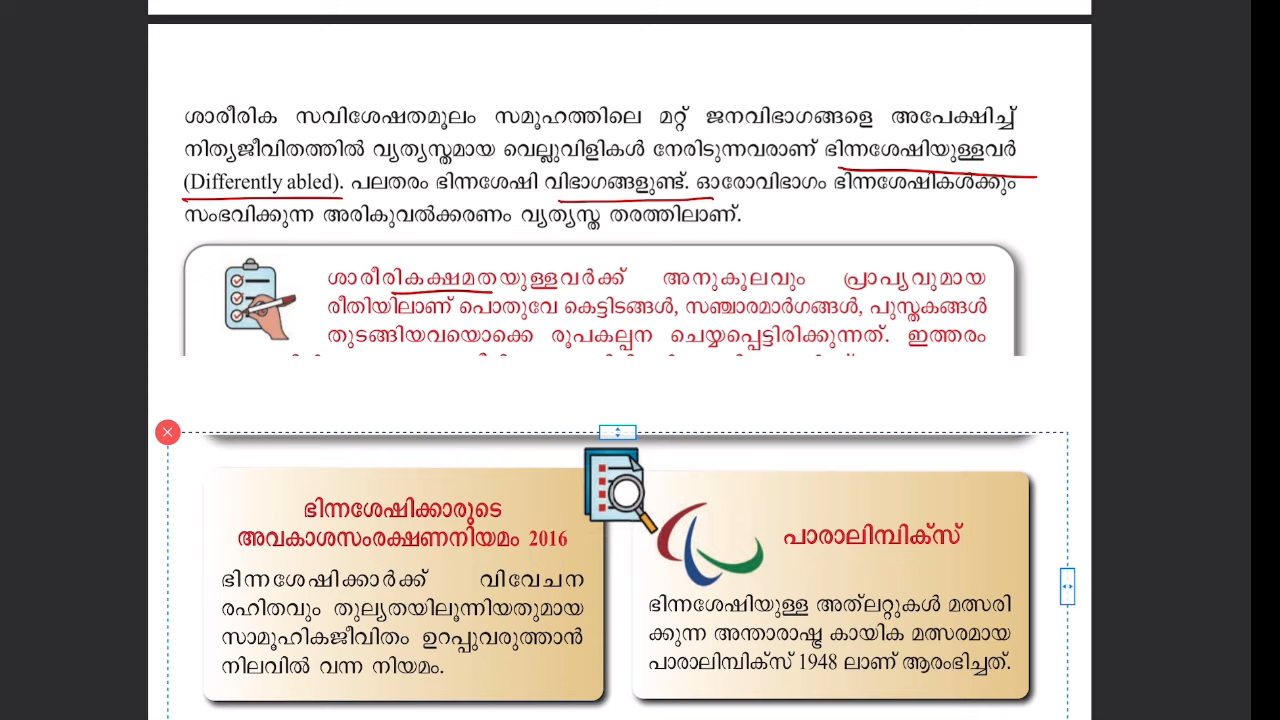 ശാരീരിക സവിശേഷതമൂലം സമൂഹത്തിലെ മറ്റ് ജനവിഭാഗങ്ങളെ അപേക്ഷിച്ച്
നിത്യജീവിതത്തിൽ വ്യത്യസ്തമായ വെല്ലുവിളികൾ നേരിടുന്നവരാണ് ഭിന്നശേഷിയുള്ളവർ
(Differently abled). പലതരം ഭിന്നശേഷി വിഭാഗങ്ങളുണ്ട്. ഓരോവിഭാഗം ഭിന്നശേഷികൾക്കും
സംഭവിക്കുന്ന അരികുവൽക്കരണം വ്യത്യസ്ത തരത്തിലാണ്.
ശാരീരികക്ഷമതയുള്ളവർക്ക് അനുകൂലവും പ്രാപ്യവുമായ
രീതിയിലാണ് പൊതുവേ കെട്ടിടങ്ങൾ, സഞ്ചാരമാർഗങ്ങൾ, പുസ്തകങ്ങൾ
തുടങ്ങിയവയൊക്കെ രൂപകല്പന ചെയ്യപ്പെട്ടിരിക്കുന്നത്. ഇത്തരം
ഭിന്നശേഷിക്കാരുടെ
അവകാശസംരക്ഷണനിയമം 2016
ഭിന്നശേഷിക്കാർക്ക് വിവേചന
രഹിതവും തുല്യതയിലൂന്നിയതുമായ
സാമൂഹികജീവിതം ഉറപ്പുവരുത്താൻ
നിലവിൽ വന്ന നിയമം.
പാരാലിമ്പിക്സ്
ഭിന്നശേഷിയുള്ള അത്‌ലറ്റുകൾ മത്സരി
ക്കുന്ന അന്താരാഷ്ട്ര കായിക മത്സരമായ
പാരാലിമ്പിക്സ് 1948 ലാണ് ആരംഭിച്ചത്.